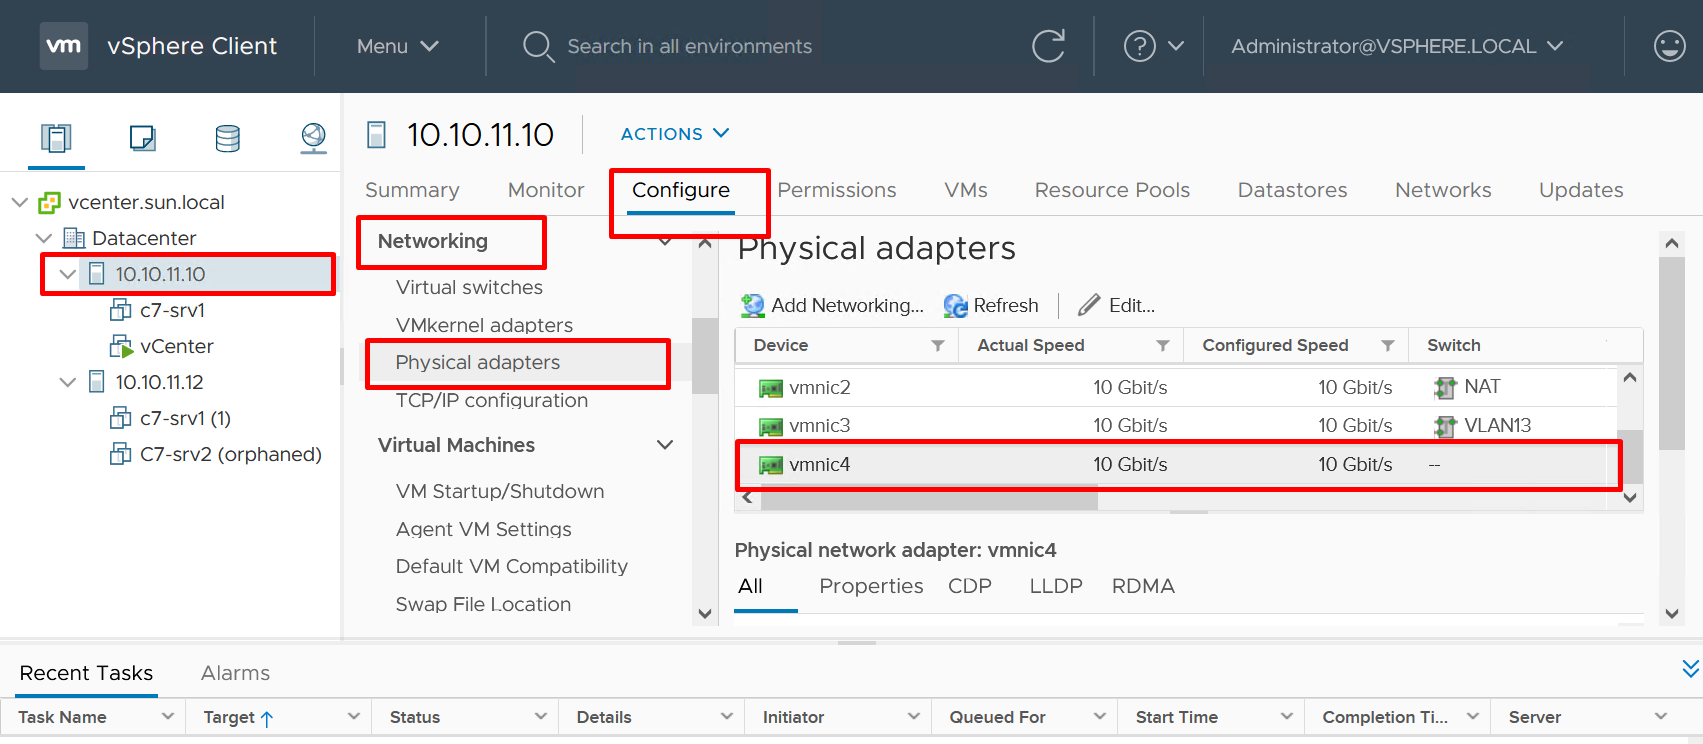 vm vSphere Client Menu Search in all environments Administrator@VSPHERE.LOCAL
10.10.11.10 ACTIONS
Summary Monitor Configure Permissions VMs Resource Pools Datastores Networks Updates
vcenter.sun.local
Datacenter
10.10.11.10
c7-srv1
vCenter
10.10.11.12
c7-srv1 (1)
C7-srv2 (orphaned)
Networking
Virtual switches
VMkernel adapters
Physical adapters
TCP/IP configuration
Virtual Machines
VM Startup/Shutdown
Agent VM Settings
Default VM Compatibility
Swap File Location
Physical adapters
Add Networking... Refresh Edit...
Device Actual Speed Configured Speed Switch
vmnic2 10 Gbit/s 10 Gbit/s NAT
vmnic3 10 Gbit/s 10 Gbit/s VLAN13
vmnic4 10 Gbit/s 10 Gbit/s --
Physical network adapter: vmnic4
All Properties CDP LLDP RDMA
Recent Tasks Alarms
Task Name Target Status Details Initiator Queued For Start Time Completion Ti... Server